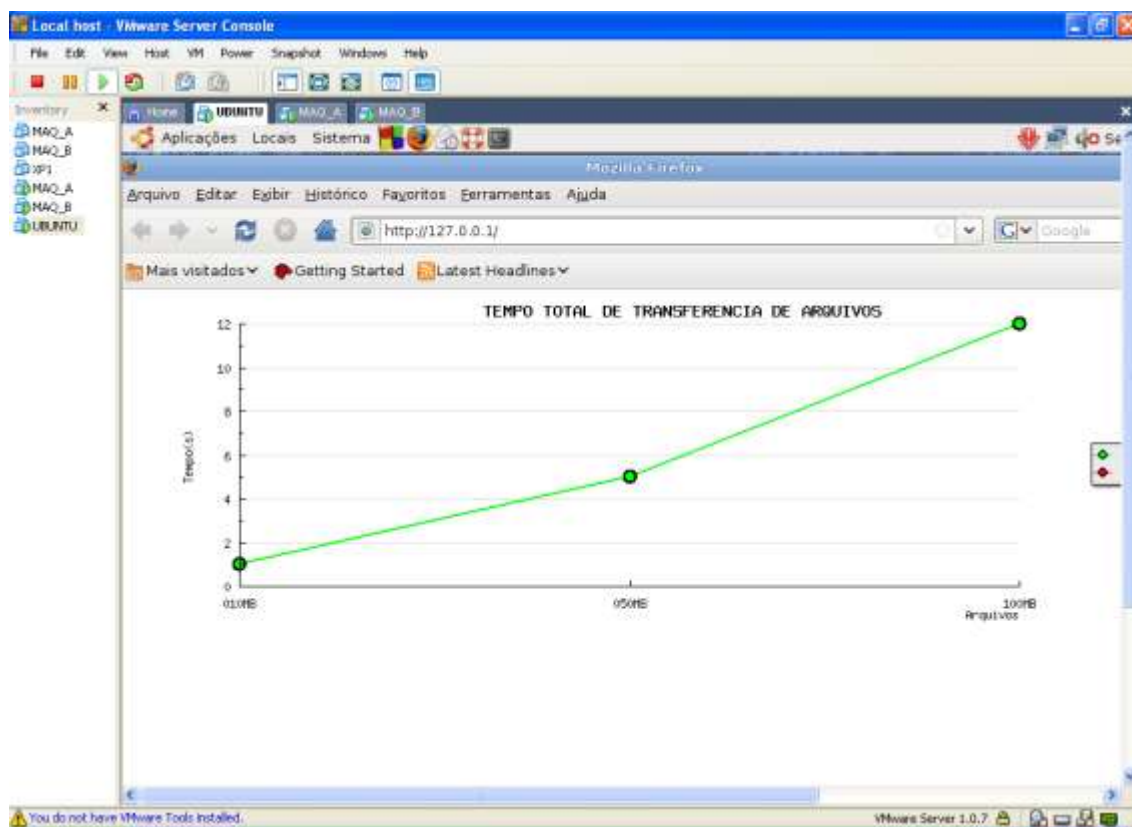 Local host - VMware Server Console
File Edit View Host VM Power Snapshot Windows Help
Inventory
MAQ_A
MAQ_B
XP1
MAQ_A
MAQ_B
UBUNTU
Home UBUNTU MAQ_A MAQ_B
Aplicações Locais Sistema
Mozilla Firefox
Arquivo Editar Exibir Histórico Favoritos Ferramentas Ajuda
http://127.0.0.1/
Google
Mais visitados Getting Started Latest Headlines
TEMPO TOTAL DE TRANSFERENCIA DE ARQUIVOS
12
10
8
6
4
2
0
Tempo(s)
010MB 050MB 100MB
Arquivos
You do not have VMware Tools installed.
VMware Server 1.0.7